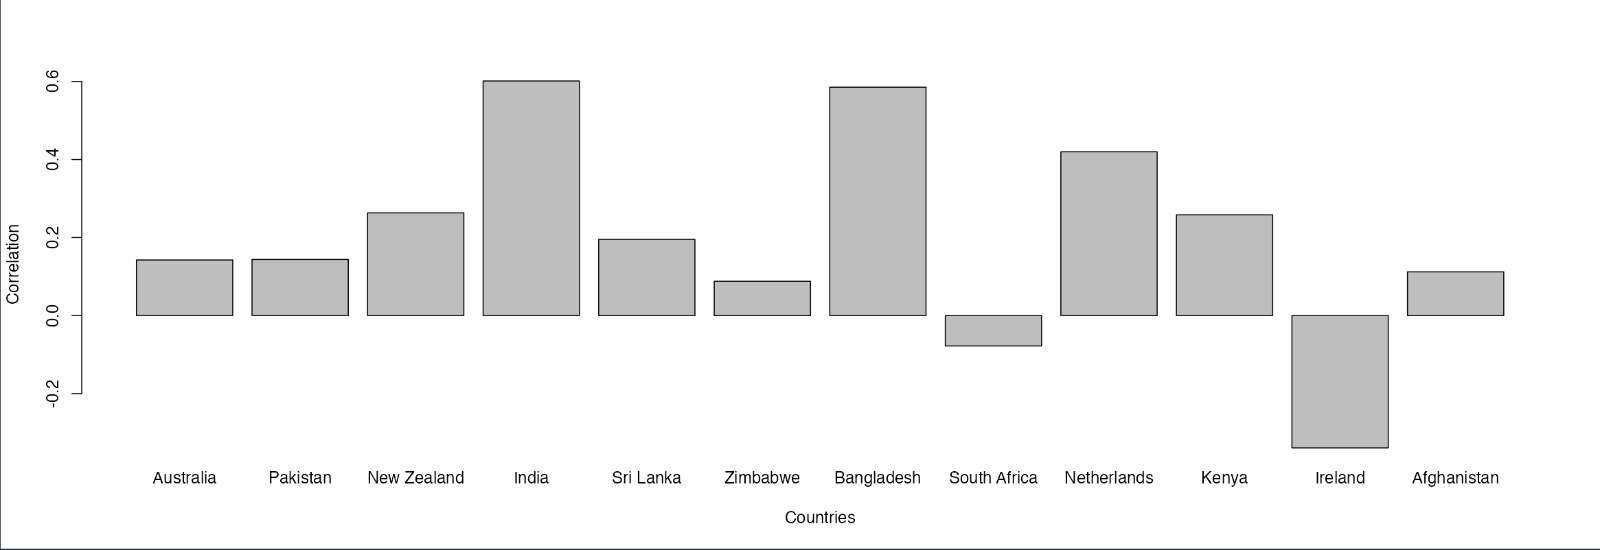 0.6
0.4
0.2
0.0
-0.2
Correlation
Australia Pakistan New Zealand India Sri Lanka Zimbabwe Bangladesh South Africa Netherlands Kenya Ireland Afghanistan
Countries